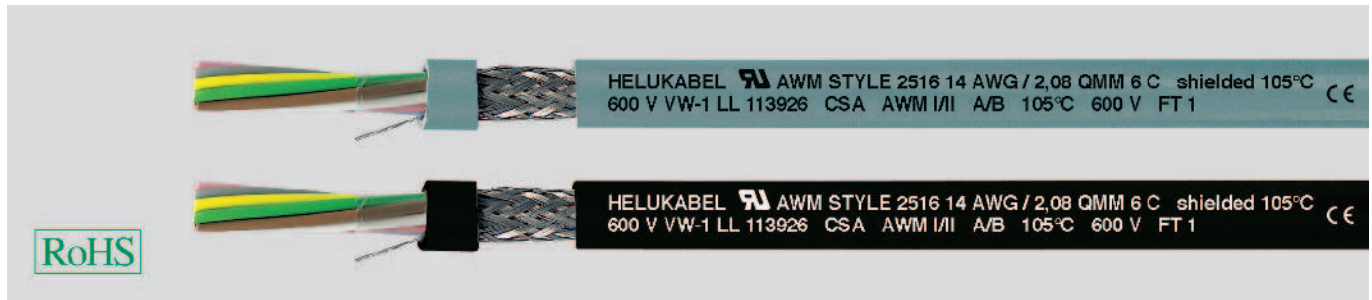 HELUKABEL RU AWM STYLE 2516 14 AWG / 2,08 QMM 6 C shielded 105°C
600 V VW-1 LL 113926 CSA AWM I/II A/B 105°C 600 V FT 1 CE
HELUKABEL RU AWM STYLE 2516 14 AWG / 2,08 QMM 6 C shielded 105°C
600 V VW-1 LL 113926 CSA AWM I/II A/B 105°C 600 V FT 1 CE
RoHS